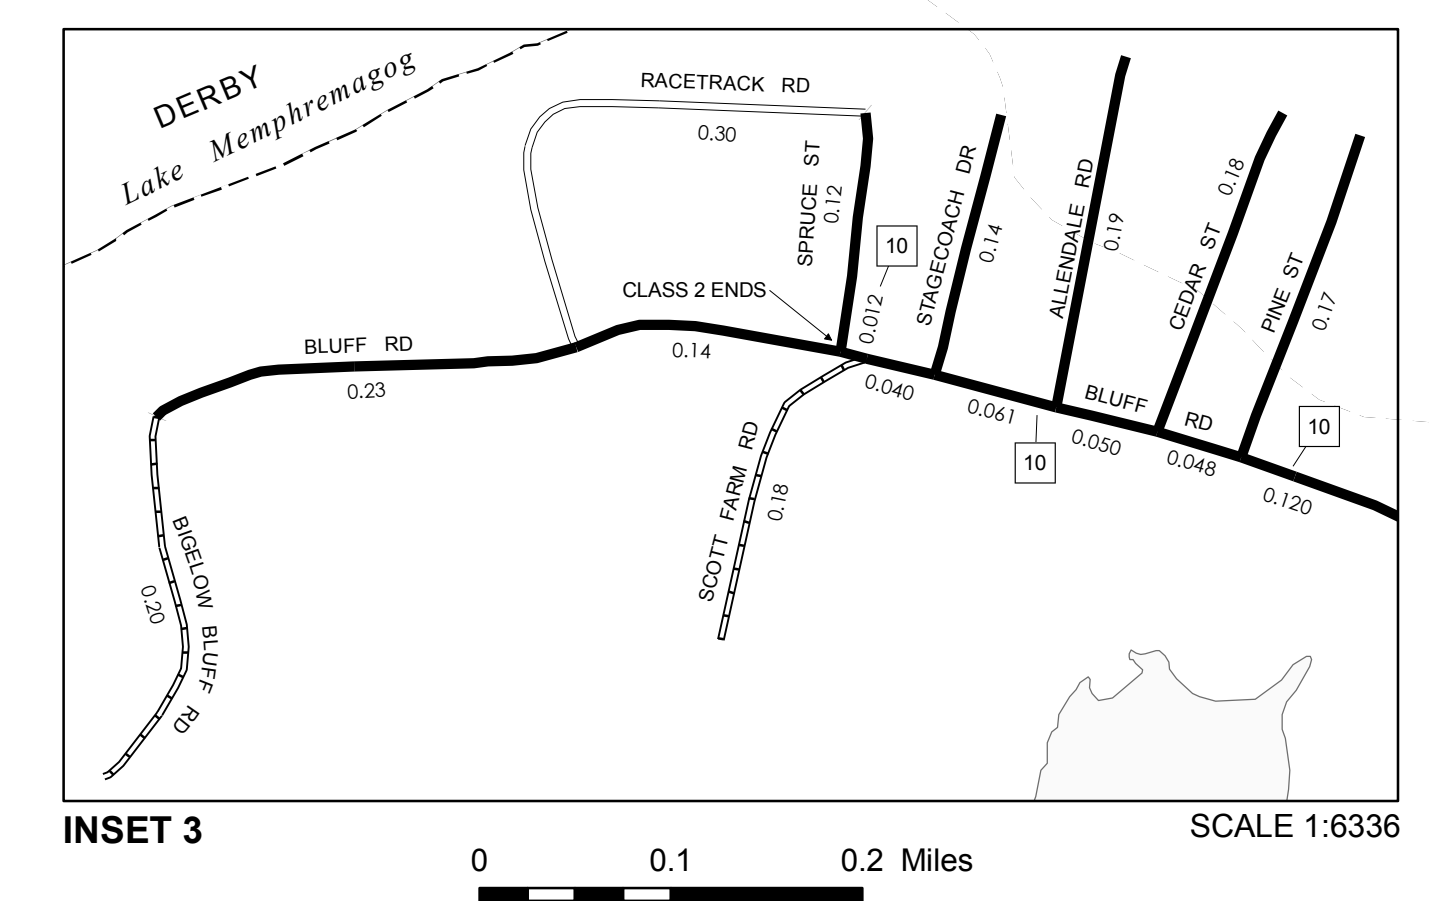 DERBY
Lake Memphremagog
RACETRACK RD
0.30
SPRUCE ST
0.12
10
0.012
STAGECOACH DR
0.14
ALLENDALE RD
0.19
CEDAR ST
0.18
PINE ST
0.17
CLASS 2 ENDS
BLUFF RD
0.23
0.14
0.040
0.061
10
BLUFF RD
0.050
0.048
10
0.120
SCOTT FARM RD
0.18
BIGELOW BLUFF RD
0.20
INSET 3
SCALE 1:6336
0 0.1 0.2 Miles